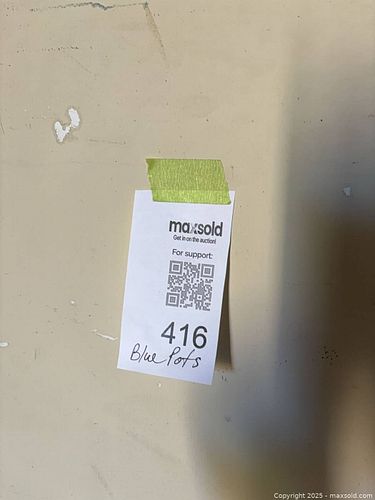 maxsold
Get in on the auction!
For support:
416
Blue Pots
Copyright 2025 - maxsold.com